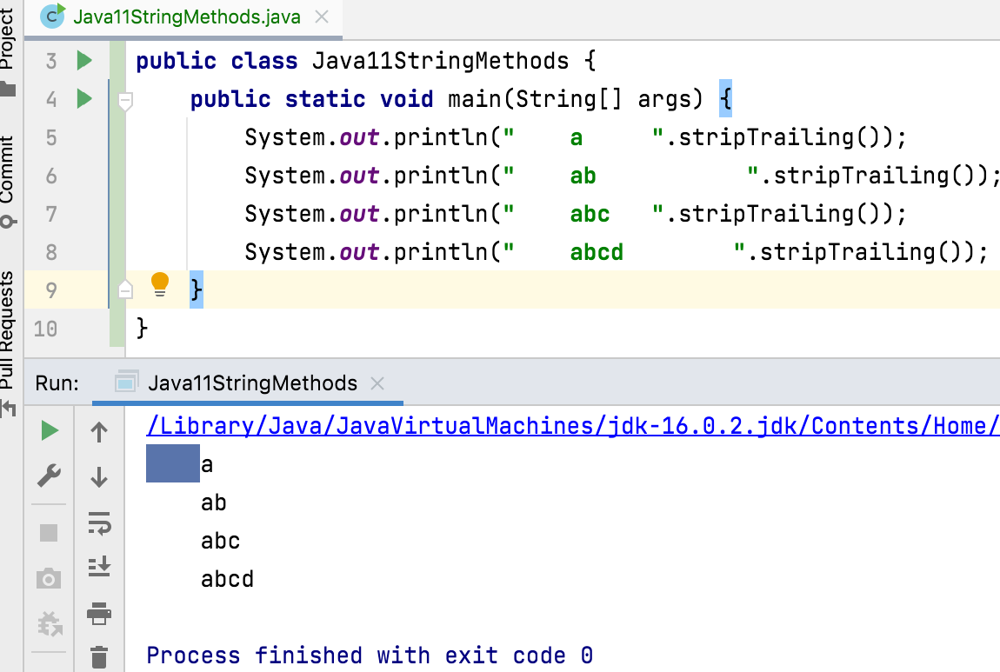 Java11StringMethods.java
Project
Commit
Pull Requests
3 public class Java11StringMethods {
4     public static void main(String[] args) {
5         System.out.println("    a     ".stripTrailing());
6         System.out.println("    ab           ".stripTrailing());
7         System.out.println("    abc   ".stripTrailing());
8         System.out.println("    abcd        ".stripTrailing());
9     }
10 }
Run: Java11StringMethods
/Library/Java/JavaVirtualMachines/jdk-16.0.2.jdk/Contents/Home/
    a
    ab
    abc
    abcd
Process finished with exit code 0